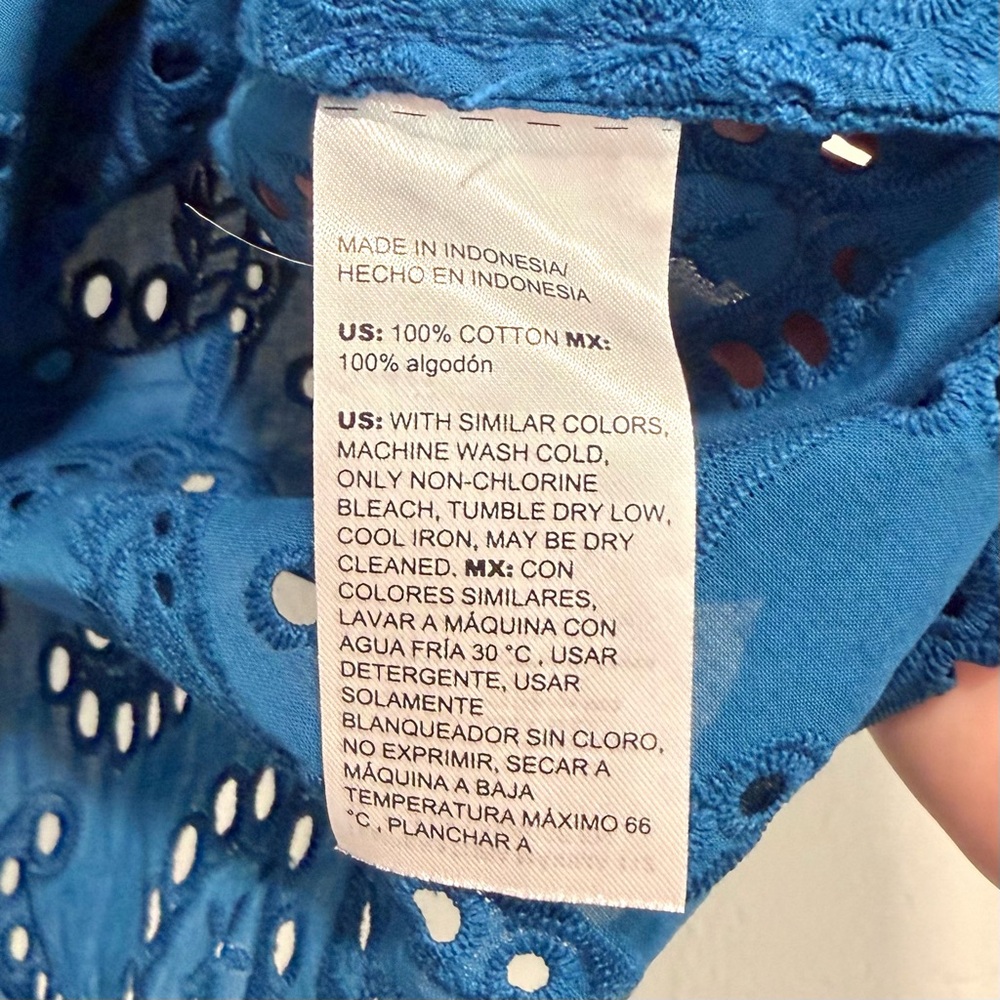 MADE IN INDONESIA/
HECHO EN INDONESIA
US: 100% COTTON MX:
100% algodón
US: WITH SIMILAR COLORS,
MACHINE WASH COLD,
ONLY NON-CHLORINE
BLEACH, TUMBLE DRY LOW,
COOL IRON, MAY BE DRY
CLEANED. MX: CON
COLORES SIMILARES,
LAVAR A MÁQUINA CON
AGUA FRÍA 30 °C , USAR
DETERGENTE, USAR
SOLAMENTE
BLANQUEADOR SIN CLORO,
NO EXPRIMIR, SECAR A
MÁQUINA A BAJA
TEMPERATURA MÁXIMO 66
°C , PLANCHAR A